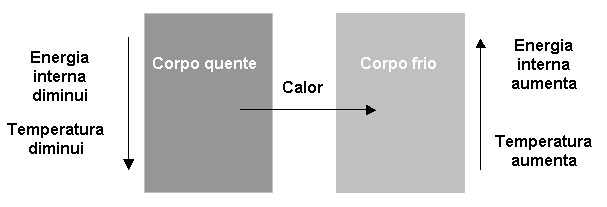 Energia
interna
diminui
Temperatura
diminui
Corpo quente
Calor
Corpo frio
Energia
interna
aumenta
Temperatura
aumenta